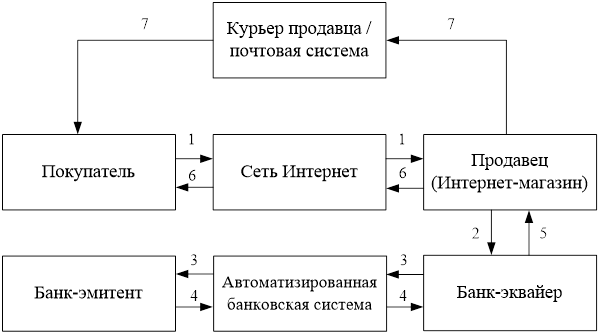 7
Курьер продавца /
почтовая система
7
Покупатель
1
6
Сеть Интернет
1
6
Продавец
(Интернет-магазин)
2
5
Банк-эмитент
3
4
Автоматизированная
банковская система
3
4
Банк-эквайер